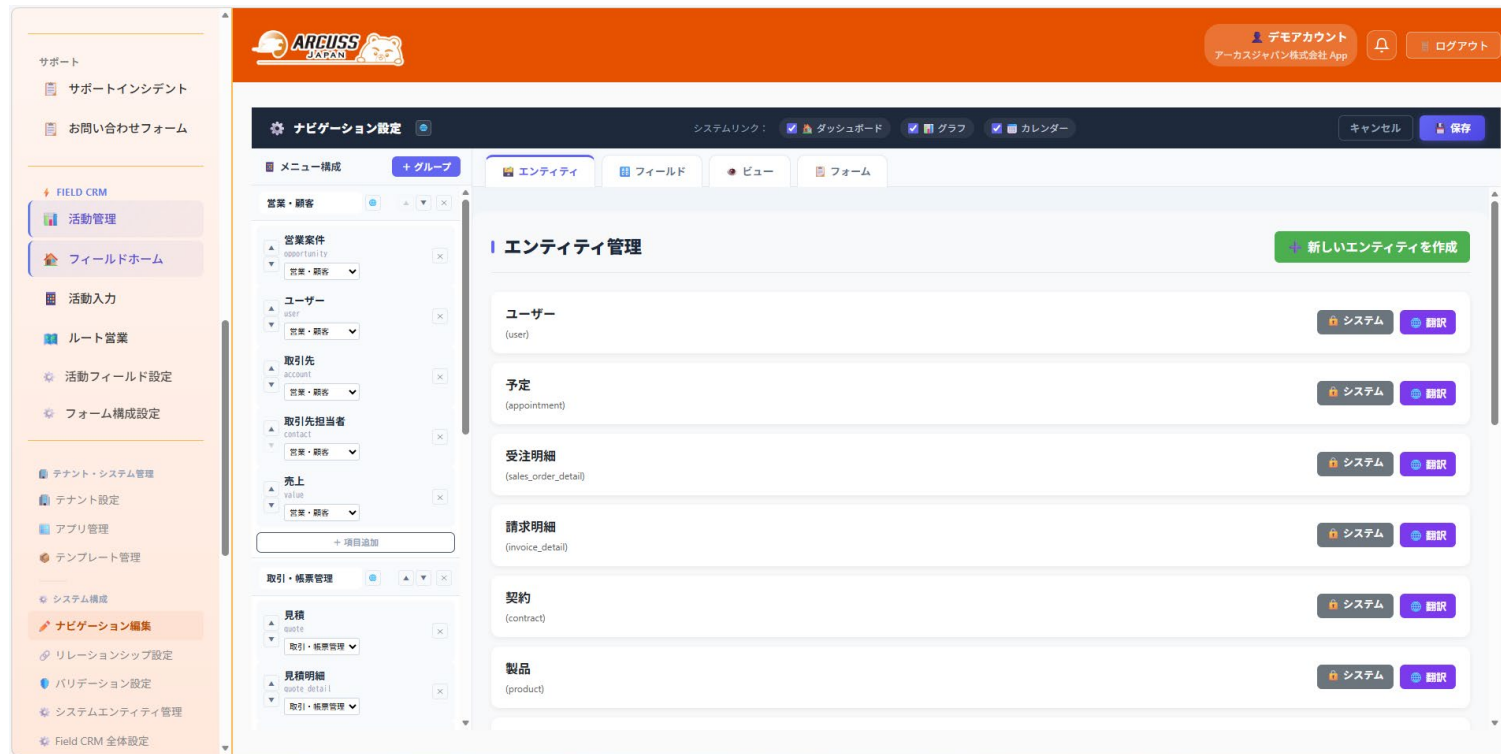 サポート
サポートインシデント
お問い合わせフォーム
FIELD CRM
活動管理
フィールドホーム
活動入力
ルート営業
活動フィールド設定
フォーム構成設定
テナント・システム管理
テナント設定
アプリ管理
テンプレート管理
システム構成
ナビゲーション編集
リレーションシップ設定
バリデーション設定
システムエンティティ管理
Field CRM 全体設定
ARCUSS
JAPAN
デモアカウント
アーカスジャパン株式会社 App
ログアウト
ナビゲーション設定
システムリンク：
ダッシュボード
グラフ
カレンダー
キャンセル
保存
メニュー構成
+ グループ
営業・顧客
営業案件
opportunity
営業・顧客
ユーザー
user
営業・顧客
取引先
account
営業・顧客
取引先担当者
contact
営業・顧客
売上
value
営業・顧客
+ 項目追加
取引・帳票管理
見積
quote
取引・帳票管理
見積明細
quote_detail
取引・帳票管理
エンティティ
フィールド
ビュー
フォーム
エンティティ管理
新しいエンティティを作成
ユーザー
(user)
システム
翻訳
予定
(appointment)
システム
翻訳
受注明細
(sales_order_detail)
システム
翻訳
請求明細
(invoice_detail)
システム
翻訳
契約
(contract)
システム
翻訳
製品
(product)
システム
翻訳